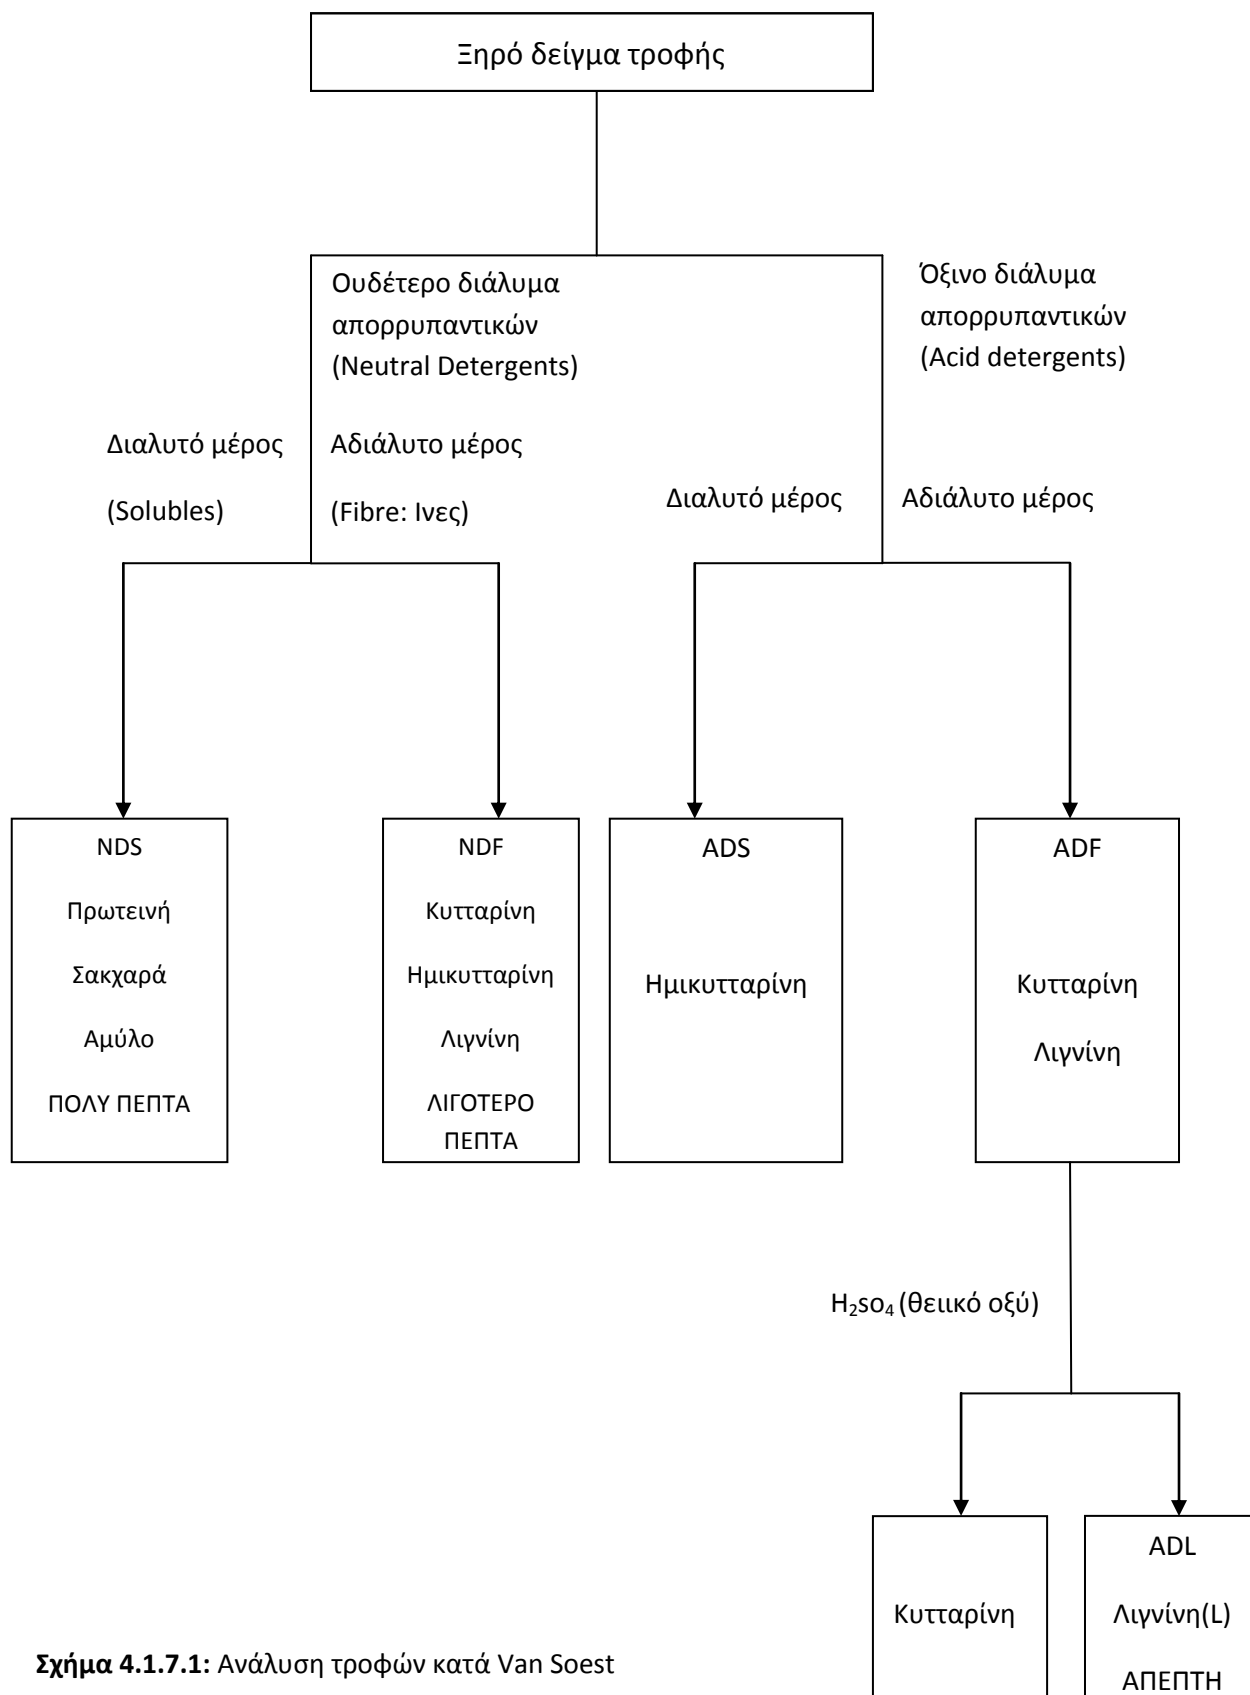 Ξηρό δείγμα τροφής
Ουδέτερο διάλυμα
απορρυπαντικών
(Neutral Detergents)
Όξινο διάλυμα
απορρυπαντικών
(Acid detergents)
Διαλυτό μέρος
(Solubles)
Αδιάλυτο μέρος
(Fibre: Ινες)
Διαλυτό μέρος
Αδιάλυτο μέρος
NDS
Πρωτεινή
Σακχαρά
Αμύλο
ΠΟΛΥ ΠΕΠΤΑ
NDF
Κυτταρίνη
Ημικυτταρίνη
Λιγνίνη
ΛΙΓΟΤΕΡΟ
ΠΕΠΤΑ
ADS
Ημικυτταρίνη
ADF
Κυτταρίνη
Λιγνίνη
H₂so₄ (θειικό οξύ)
Κυτταρίνη
ADL
Λιγνίνη(L)
ΑΠΕΠΤΗ
Σχήμα 4.1.7.1: Ανάλυση τροφών κατά Van Soest